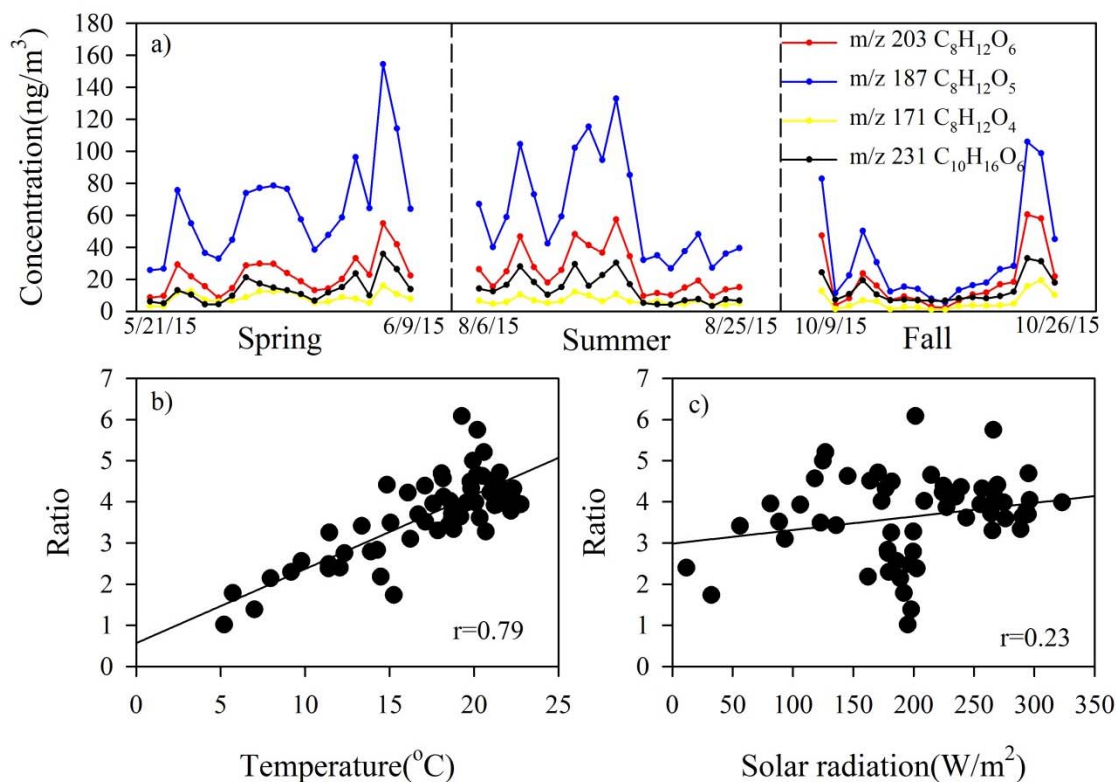 a)
Concentration(ng/m³)
180
160
140
120
100
80
60
40
20
0
m/z 203 C₈H₁₂O₆
m/z 187 C₈H₁₂O₅
m/z 171 C₈H₁₂O₄
m/z 231 C₁₀H₁₆O₆
5/21/15 6/9/15 8/6/15 8/25/15 10/9/15 10/26/15
Spring Summer Fall
b)
Ratio
7
6
5
4
3
2
1
0
r=0.79
0 5 10 15 20 25
Temperature(°C)
c)
Ratio
7
6
5
4
3
2
1
0
r=0.23
0 50 100 150 200 250 300 350
Solar radiation(W/m²)